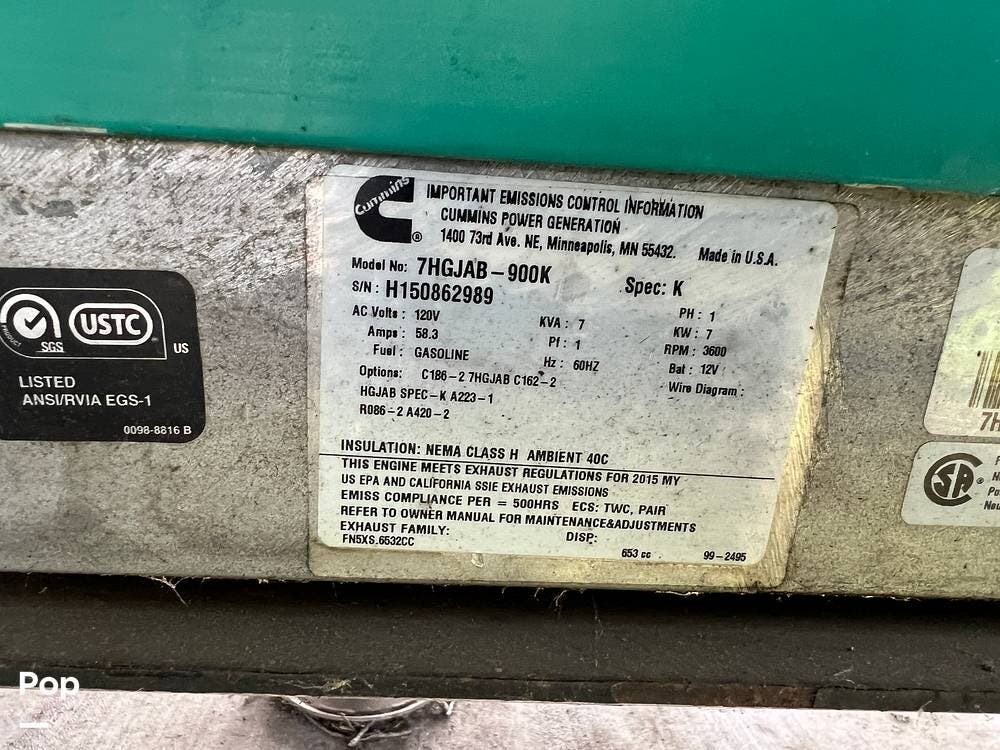 Cummins
IMPORTANT EMISSIONS CONTROL INFORMATION
CUMMINS POWER GENERATION
1400 73rd Ave. NE, Minneapolis, MN 55432. Made in U.S.A.
Model No: 7HGJAB-900K Spec: K
S/N: H150862989
AC Volts: 120V KVA: 7 PH: 1
Amps: 58.3 Pf: 1 KW: 7
Fuel: GASOLINE Hz: 60HZ RPM: 3600
Options: C186-2 7HGJAB C162-2 Bat: 12V
HGJAB SPEC-K A223-1 Wire Diagram:
R086-2 A420-2
INSULATION: NEMA CLASS H AMBIENT 40C
THIS ENGINE MEETS EXHAUST REGULATIONS FOR 2015 MY
US EPA AND CALIFORNIA SSIE EXHAUST EMISSIONS
EMISS COMPLIANCE PER = 500HRS ECS: TWC, PAIR
REFER TO OWNER MANUAL FOR MAINTENANCE&ADJUSTMENTS
EXHAUST FAMILY: DISP:
FN5XS.6532CC 653 cc 99-2495
PRODUCT
SGS
USTC
US
LISTED
ANSI/RVIA EGS-1
0098-8816 B
7H
SA®
Pop